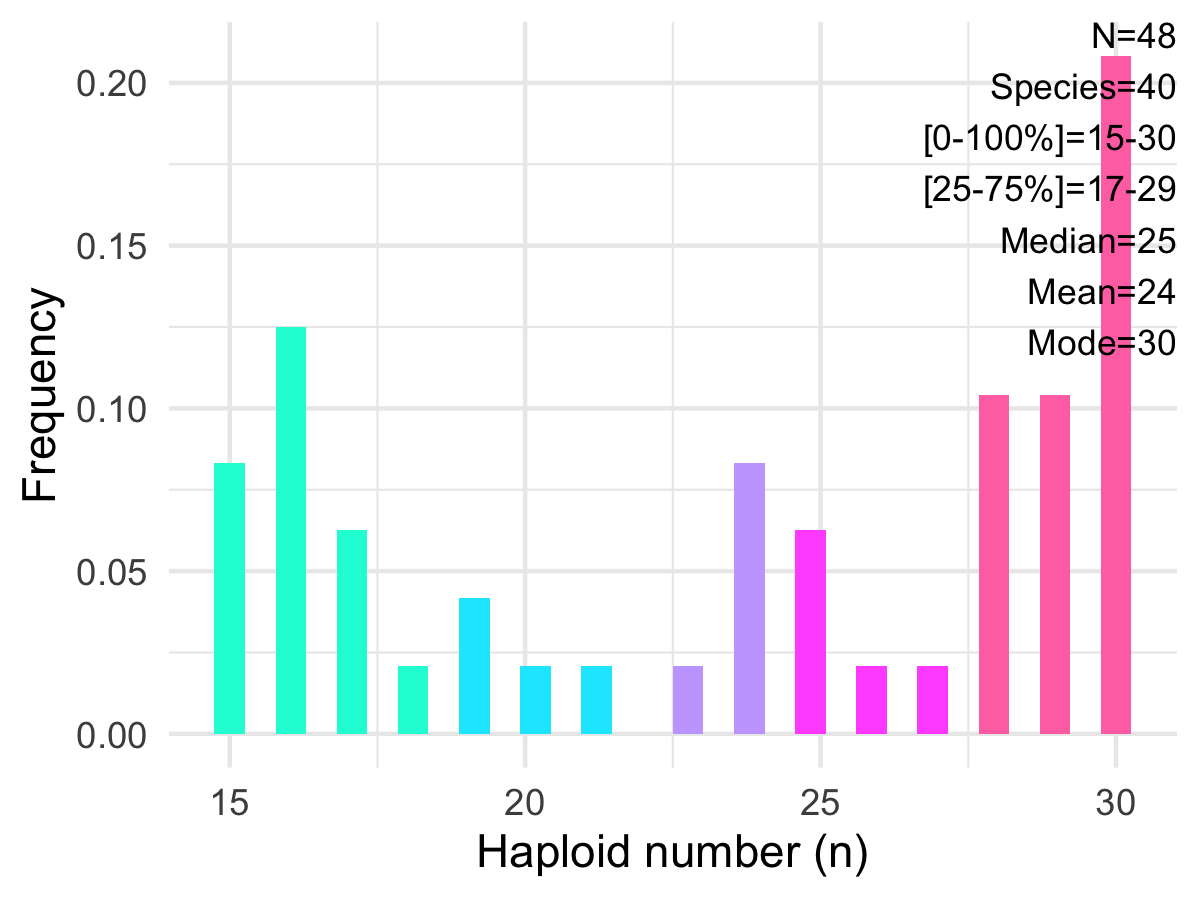 N=48
Species=40
[0-100%]=15-30
[25-75%]=17-29
Median=25
Mean=24
Mode=30
0.20
0.15
0.10
0.05
0.00
Frequency
15 20 25 30
Haploid number (n)